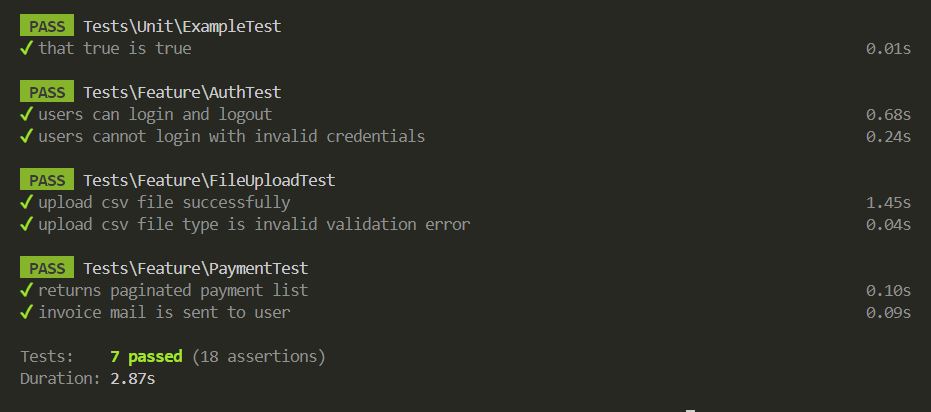 PASS Tests\Unit\ExampleTest
✓ that true is true 0.01s
PASS Tests\Feature\AuthTest
✓ users can login and logout 0.68s
✓ users cannot login with invalid credentials 0.24s
PASS Tests\Feature\FileUploadTest
✓ upload csv file successfully 1.45s
✓ upload csv file type is invalid validation error 0.04s
PASS Tests\Feature\PaymentTest
✓ returns paginated payment list 0.10s
✓ invoice mail is sent to user 0.09s
Tests: 7 passed (18 assertions)
Duration: 2.87s